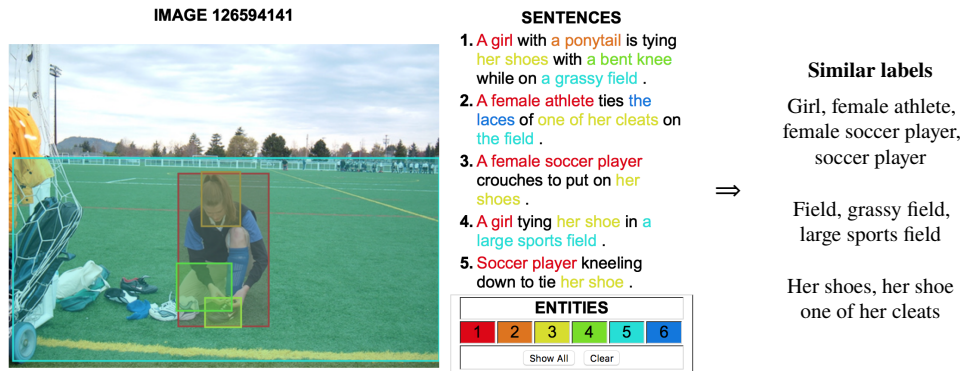 IMAGE 126594141
SENTENCES
1. A girl with a ponytail is tying
her shoes with a bent knee
while on a grassy field .
2. A female athlete ties the
laces of one of her cleats on
the field .
3. A female soccer player
crouches to put on her
shoes .
4. A girl tying her shoe in a
large sports field .
5. Soccer player kneeling
down to tie her shoe .
ENTITIES
1 2 3 4 5 6
Show All Clear
⇒
Similar labels
Girl, female athlete,
female soccer player,
soccer player
Field, grassy field,
large sports field
Her shoes, her shoe
one of her cleats